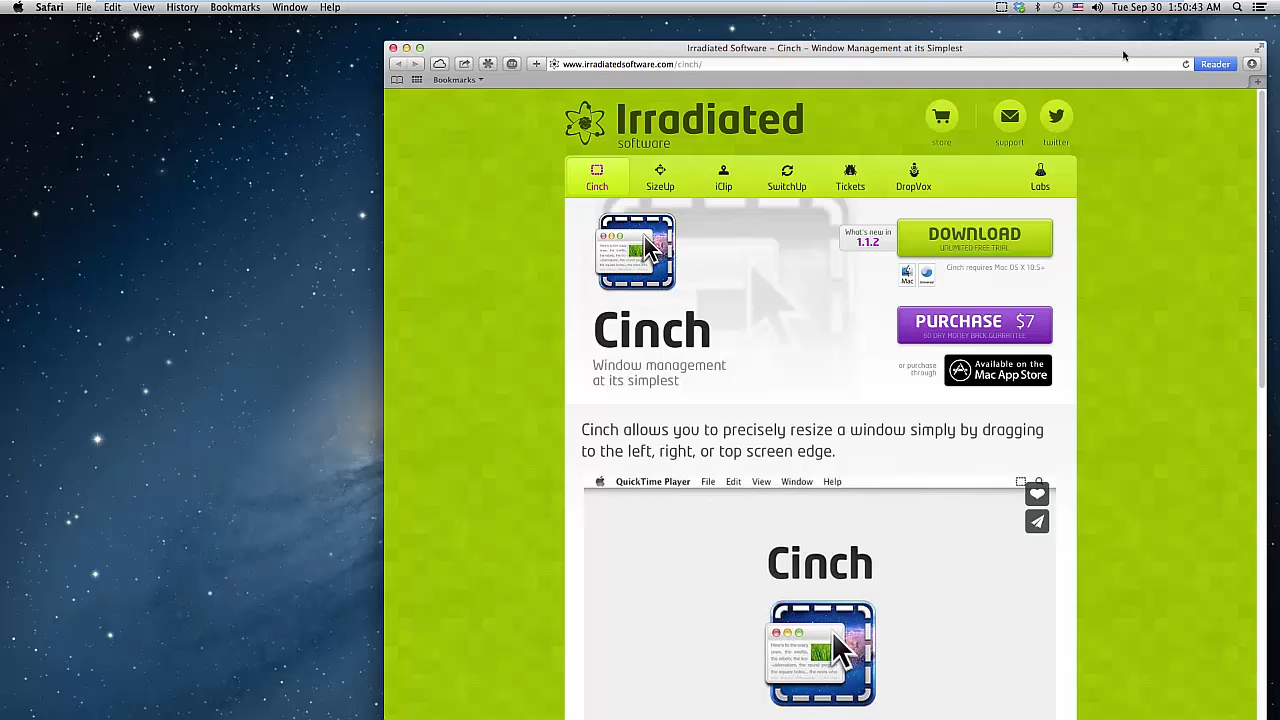 Safari File Edit View History Bookmarks Window Help
Tue Sep 30 1:50:43 AM
Irradiated Software – Cinch – Window Management at its Simplest
www.irradiatedsoftware.com/cinch/
Reader
Bookmarks
Irradiated
software
store
support
twitter
Cinch
SizeUp
iClip
SwitchUp
Tickets
DropVox
Labs
What's new in
1.1.2
DOWNLOAD
UNLIMITED FREE TRIAL
Mac
Cinch requires Mac OS X 10.5+
Cinch
Window management
at its simplest
PURCHASE $7
60 DAY MONEY BACK GUARANTEE
or purchase
through
Available on the
Mac App Store
Cinch allows you to precisely resize a window simply by dragging
to the left, right, or top screen edge.
QuickTime Player File Edit View Window Help
Cinch